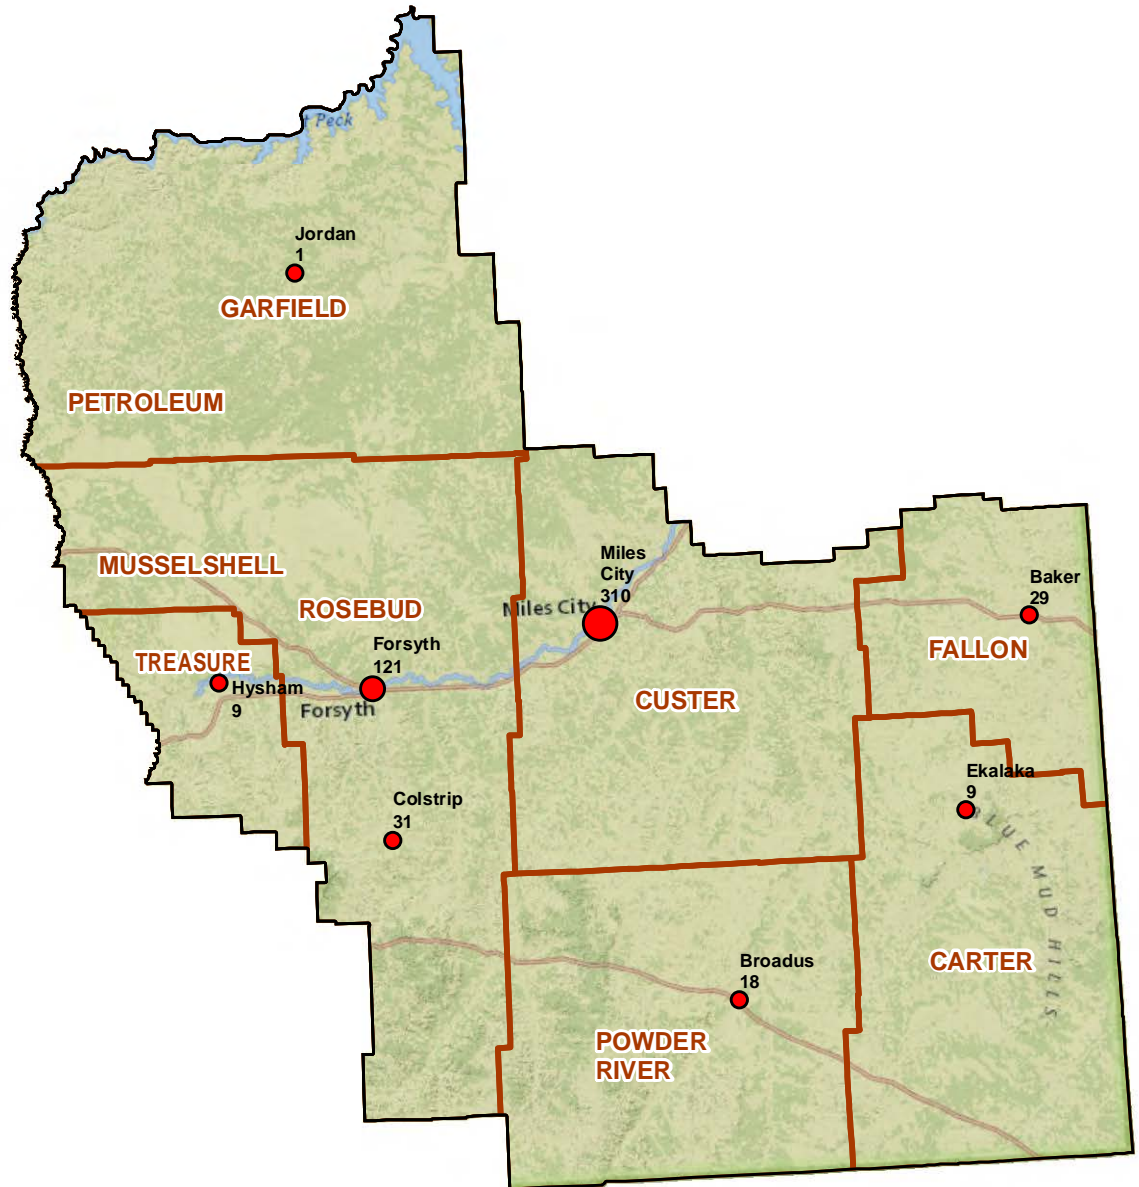 Peck
Jordan
1
GARFIELD
PETROLEUM
MUSSELSHELL
ROSEBUD
Miles
City
310
Miles City
Baker
29
FALLON
TREASURE
Hysham
9
Forsyth
121
Forsyth
CUSTER
Ekalaka
9
BLUE MUD HILLS
Colstrip
31
CARTER
Broadus
18
POWDER
RIVER